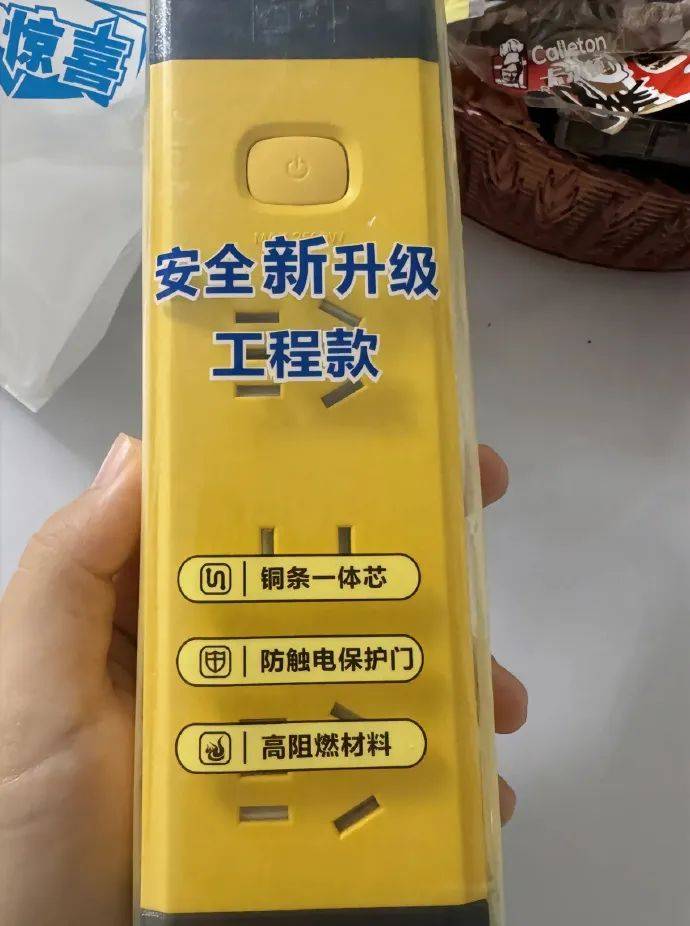 惊喜
Calleton
安全新升级
工程款
铜条一体芯
防触电保护门
高阻燃材料